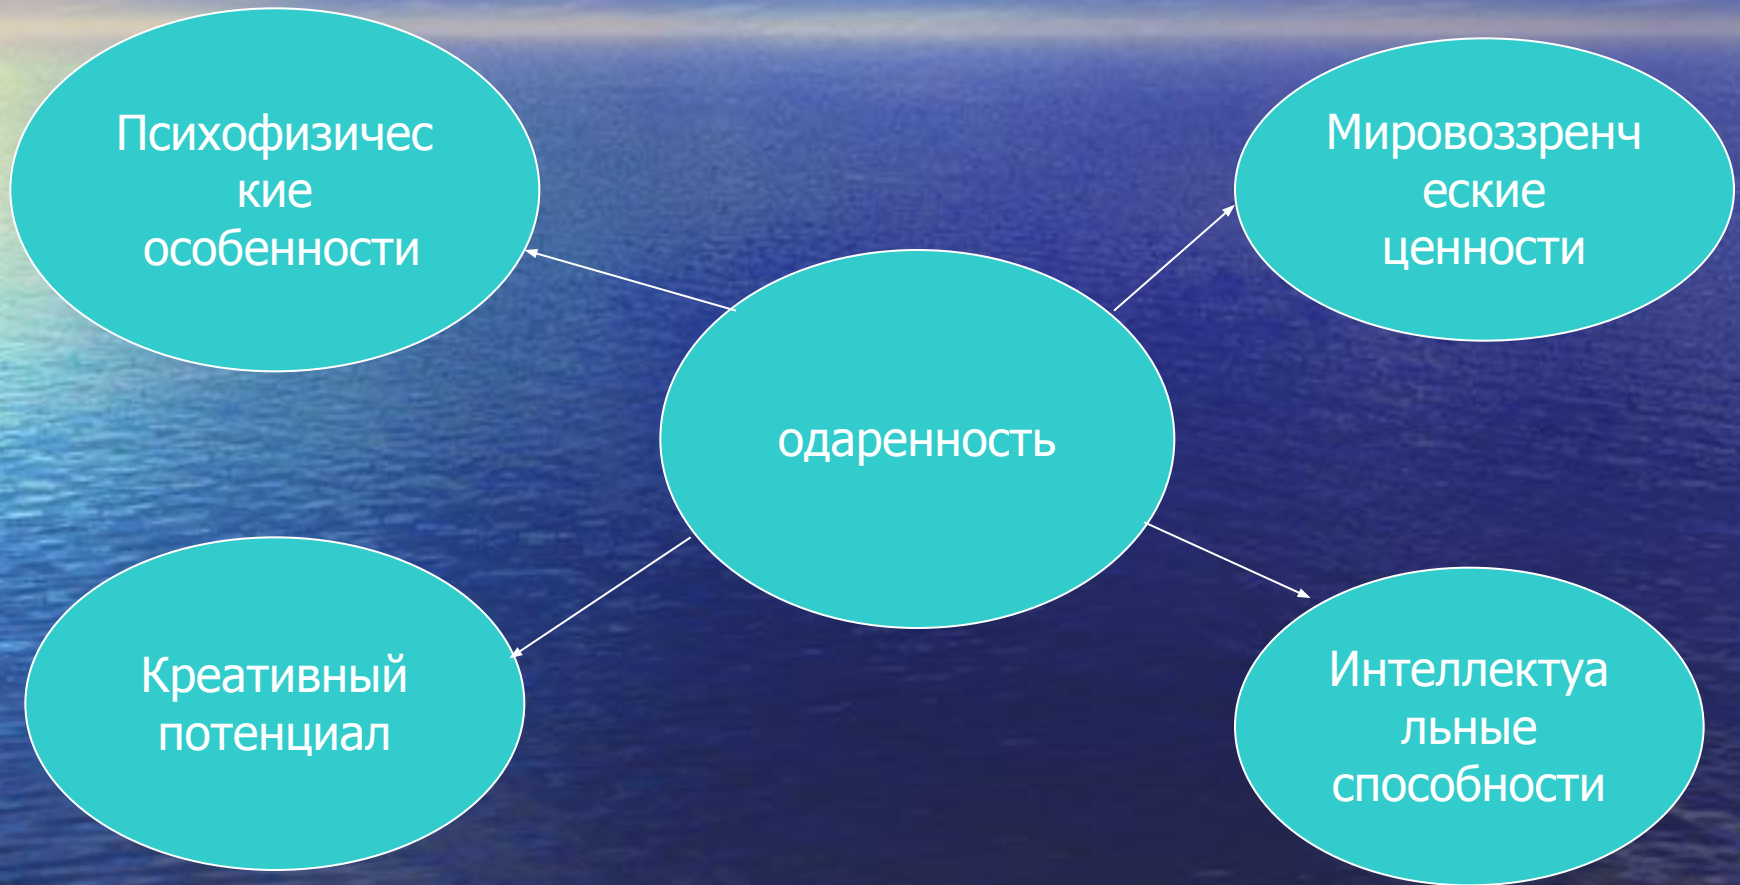 Психофизичес
кие
особенности
Мировоззренч
еские
ценности
одаренность
Креативный
потенциал
Интеллектуа
льные
способности